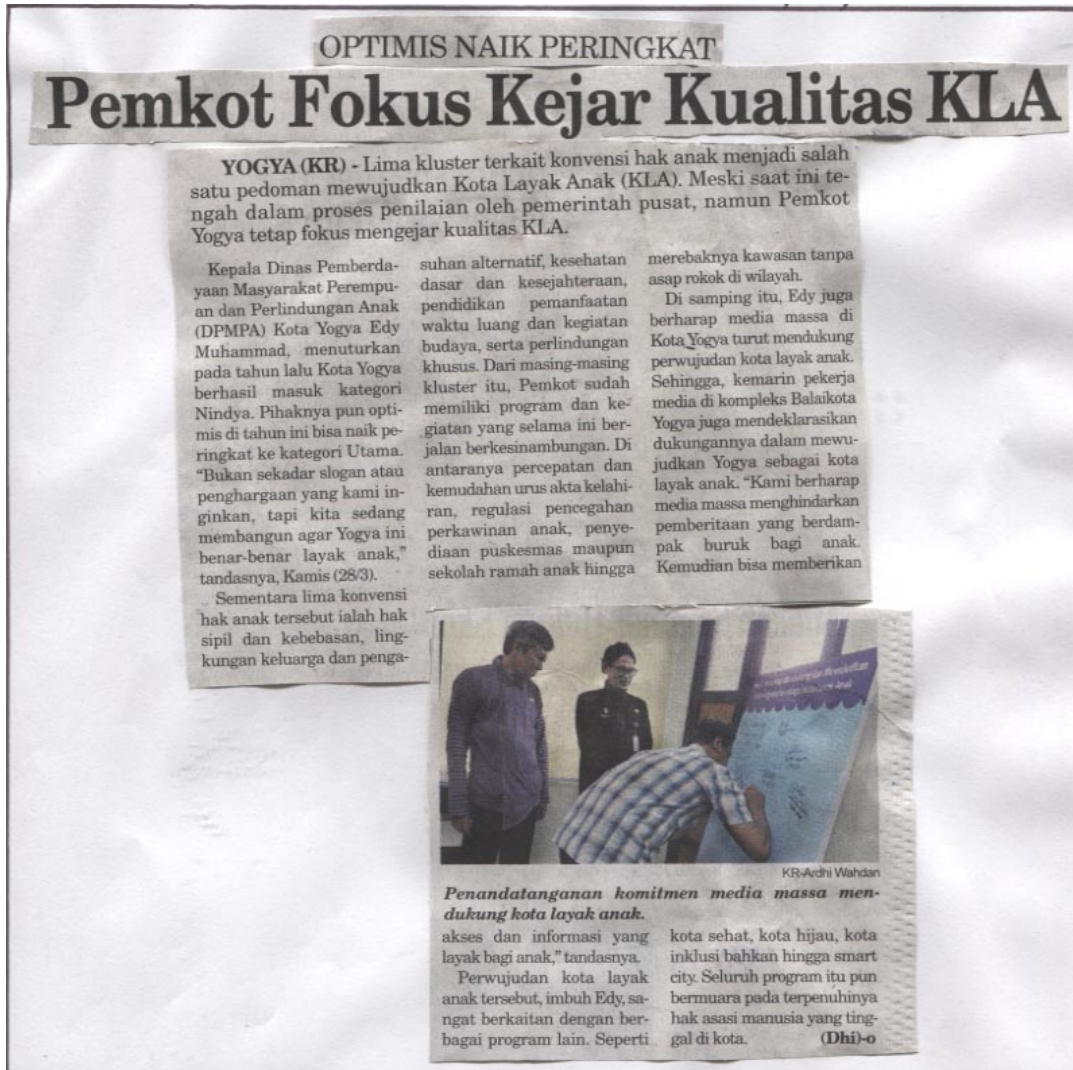 OPTIMIS NAIK PERINGKAT
Pemkot Fokus Kejar Kualitas KLA
YOGYA (KR) - Lima kluster terkait konvensi hak anak menjadi salah
satu pedoman mewujudkan Kota Layak Anak (KLA). Meski saat ini te-
ngah dalam proses penilaian oleh pemerintah pusat, namun Pemkot
Yogya tetap fokus mengejar kualitas KLA.
Kepala Dinas Pemberda-
yaan Masyarakat Perempu-
an dan Perlindungan Anak
(DPMPA) Kota Yogya Edy
Muhammad, menuturkan
pada tahun lalu Kota Yogya
berhasil masuk kategori
Nindya. Pihaknya pun opti-
mis di tahun ini bisa naik pe-
ringkat ke kategori Utama.
“Bukan sekadar slogan atau
penghargaan yang kami in-
ginkan, tapi kita sedang
membangun agar Yogya ini
benar-benar layak anak,”
tandasnya, Kamis (28/3).
Sementara lima konvensi
hak anak tersebut ialah hak
sipil dan kebebasan, ling-
kungan keluarga dan penga-
suhan alternatif, kesehatan
dasar dan kesejahteraan,
pendidikan pemanfaatan
waktu luang dan kegiatan
budaya, serta perlindungan
khusus. Dari masing-masing
kluster itu, Pemkot sudah
memiliki program dan ke-
giatan yang selama ini ber-
jalan berkesinambungan. Di
antaranya percepatan dan
kemudahan urus akta kelahi-
ran, regulasi pencegahan
perkawinan anak, penye-
diaan puskesmas maupun
sekolah ramah anak hingga
merebaknya kawasan tanpa
asap rokok di wilayah.
Di samping itu, Edy juga
berharap media massa di
Kota Yogya turut mendukung
perwujudan kota layak anak.
Sehingga, kemarin pekerja
media di kompleks Balaikota
Yogya juga mendeklarasikan
dukungannya dalam mewu-
judkan Yogya sebagai kota
layak anak. “Kami berharap
media massa menghindarkan
pemberitaan yang berdam-
pak buruk bagi anak.
Kemudian bisa memberikan
KR-Ardhi Wahdan
Penandatanganan komitmen media massa men-
dukung kota layak anak.
akses dan informasi yang
layak bagi anak,” tandasnya.
Perwujudan kota layak
anak tersebut, imbuh Edy, sa-
ngat berkaitan dengan ber-
bagai program lain. Seperti
kota sehat, kota hijau, kota
inklusi bahkan hingga smart
city. Seluruh program itu pun
bermuara pada terpenuhinya
hak asasi manusia yang ting-
gal di kota. (Dhi)-o